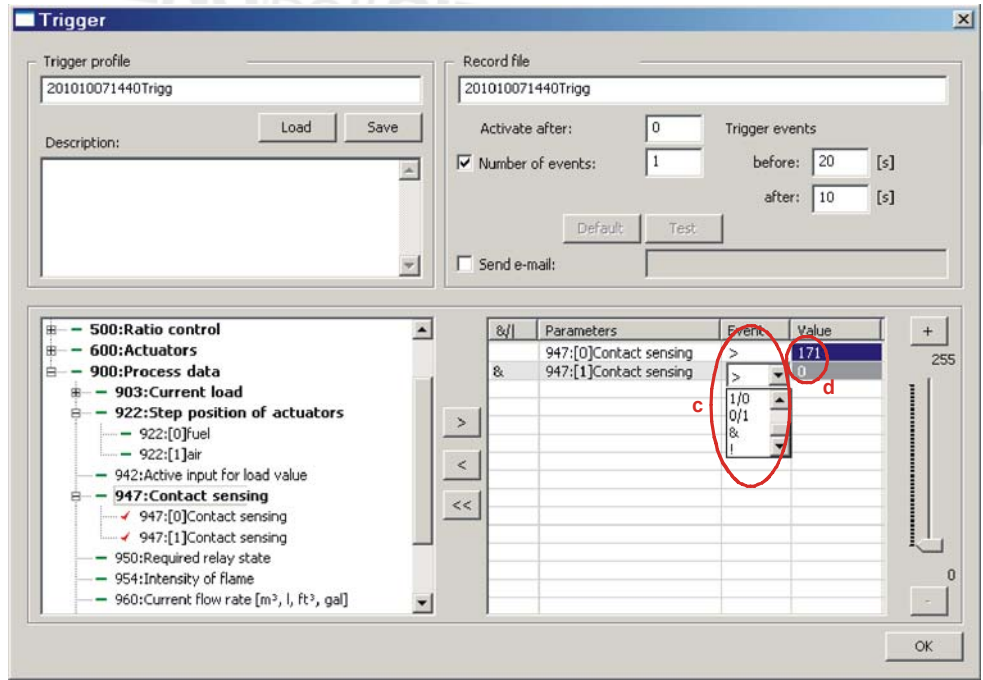 Trigger
Trigger profile
201010071440Trigg
Load Save
Description:
Record file
201010071440Trigg
Activate after: 0 Trigger events
Number of events: 1 before: 20 [s]
after: 10 [s]
Default Test
Send e-mail:
500:Ratio control
600:Actuators
900:Process data
903:Current load
922:Step position of actuators
922:[0]fuel
922:[1]air
942:Active input for load value
947:Contact sensing
947:[0]Contact sensing
947:[1]Contact sensing
950:Required relay state
954:Intensity of flame
960:Current flow rate [m³, l, ft³, gal]
>
<
<<
&/| Parameters Event Value
947:[0]Contact sensing > 171
& 947:[1]Contact sensing > 0
1/0
0/1
&
!
c
d
+
255
0
-
OK